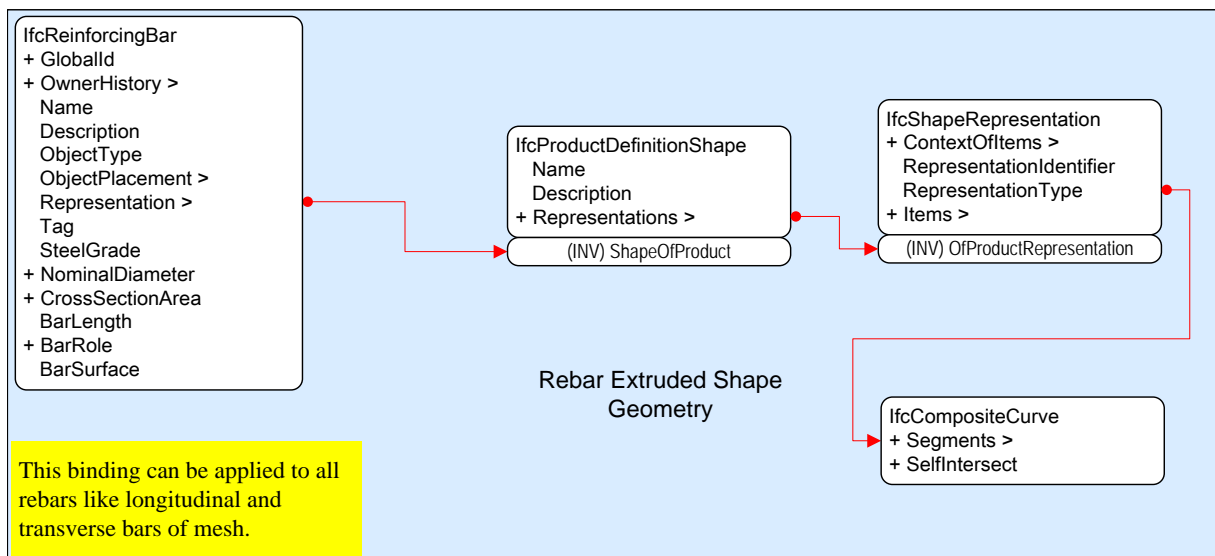 IfcReinforcingBar
+ GlobalId
+ OwnerHistory >
Name
Description
ObjectType
ObjectPlacement >
Representation >
Tag
SteelGrade
+ NominalDiameter
+ CrossSectionArea
BarLength
+ BarRole
BarSurface
IfcProductDefinitionShape
Name
Description
+ Representations >
(INV) ShapeOfProduct
IfcShapeRepresentation
+ ContextOfItems >
RepresentationIdentifier
RepresentationType
+ Items >
(INV) OfProductRepresentation
Rebar Extruded Shape
Geometry
IfcCompositeCurve
+ Segments >
+ SelfIntersect
This binding can be applied to all
rebars like longitudinal and
transverse bars of mesh.